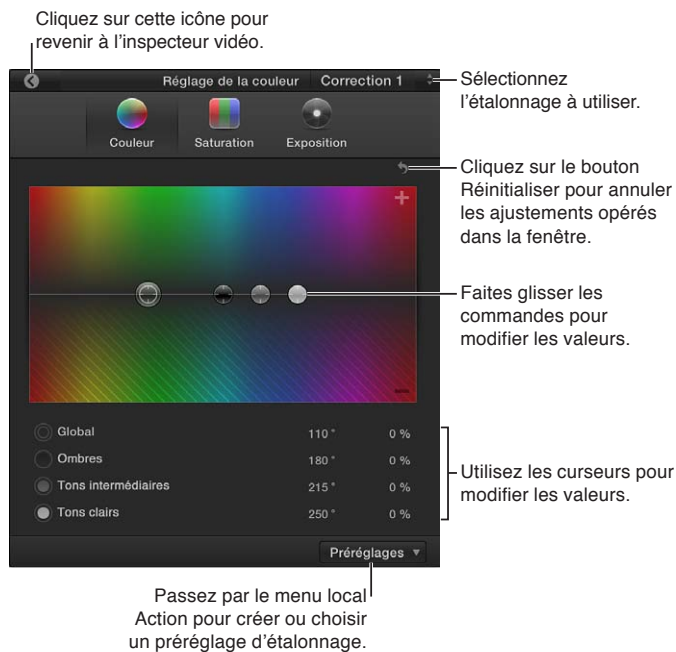 Cliquez sur cette icône pour
revenir à l'inspecteur vidéo.
Réglage de la couleur Correction 1
Sélectionnez
l'étalonnage à utiliser.
Couleur Saturation Exposition
Cliquez sur le bouton
Réinitialiser pour annuler
les ajustements opérés
dans la fenêtre.
Faites glisser les
commandes pour
modifier les valeurs.
Global 110 ° 0 %
Ombres 180 ° 0 %
Tons intermédiaires 215 ° 0 %
Tons clairs 250 ° 0 %
Utilisez les curseurs pour
modifier les valeurs.
Préréglages
Passez par le menu local
Action pour créer ou choisir
un préréglage d'étalonnage.